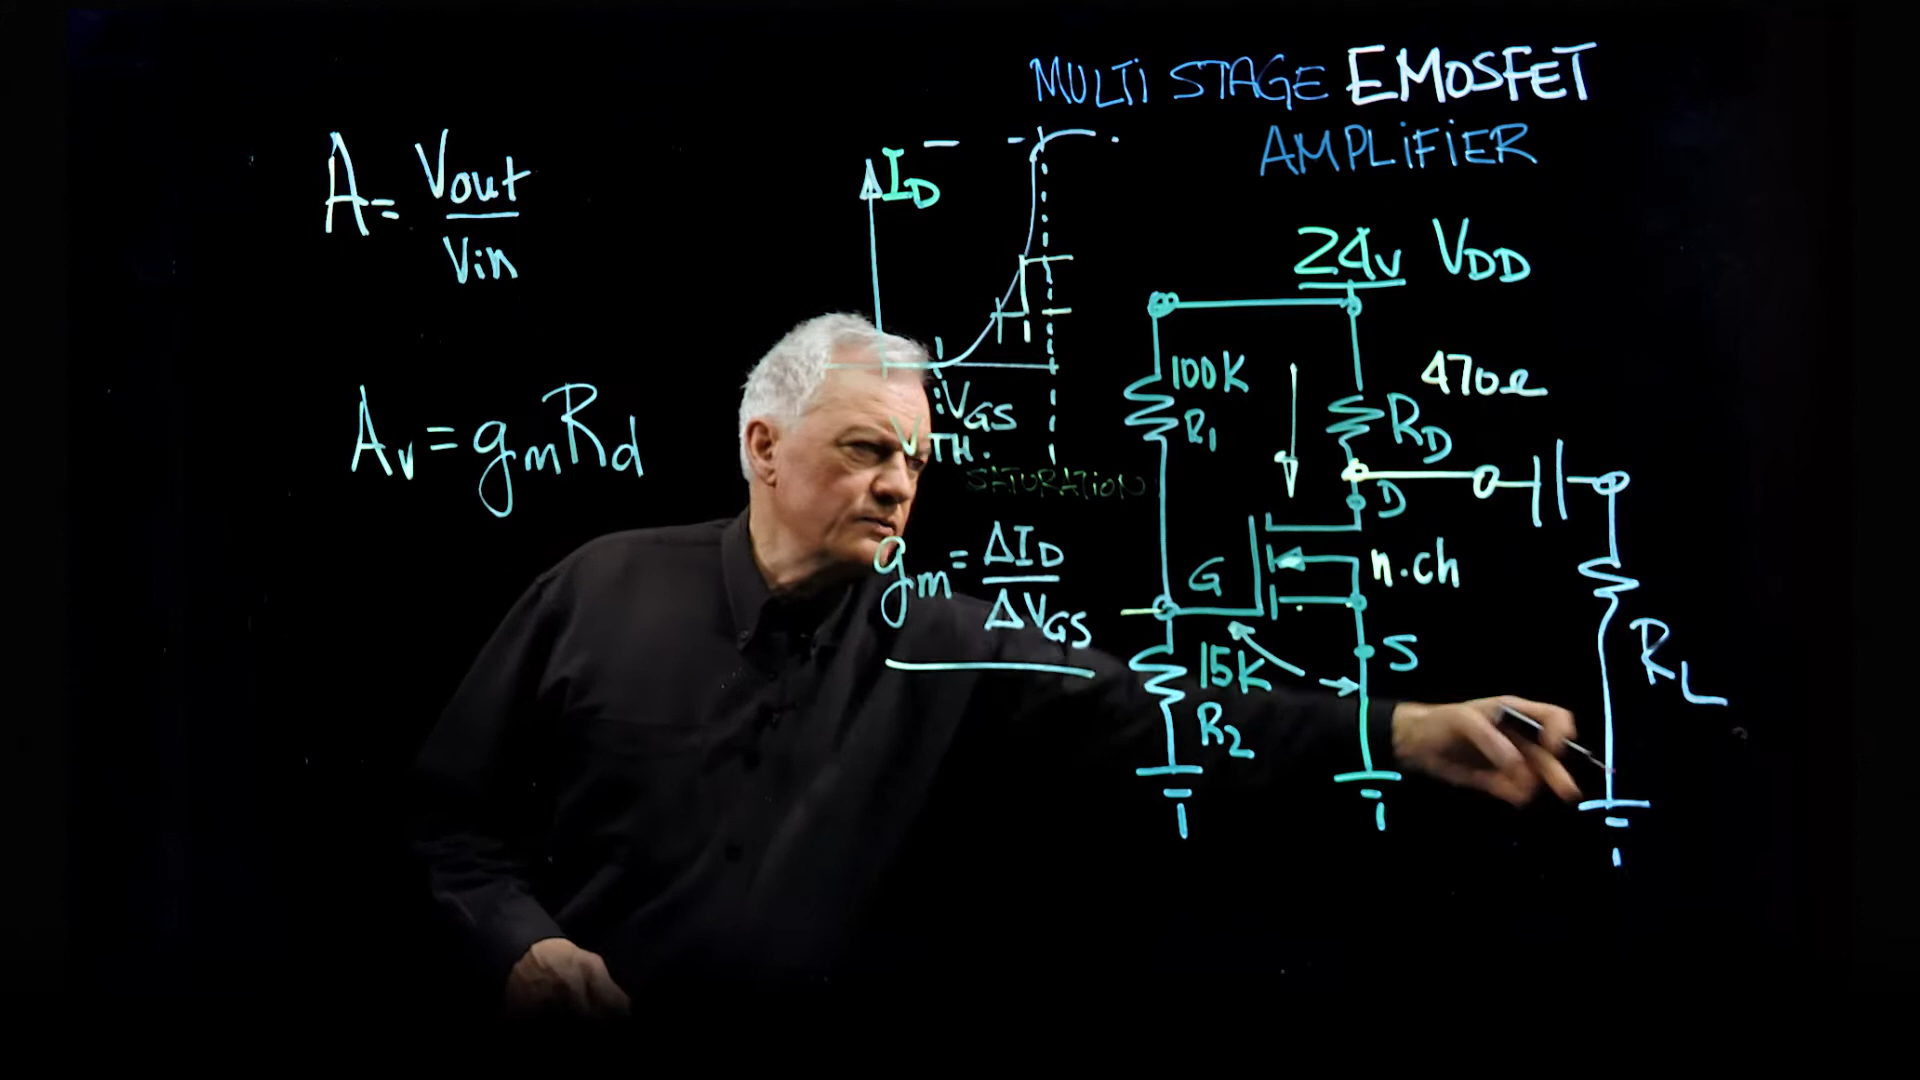 MULTI STAGE EMOSFET
AMPLIFIER
A = Vout
Vin
ID
24v VDD
100K
R1
470Ω
RD
VGS
VTH.
SATURATION
Av = gmRd
D
gm = ΔID
ΔVGS
G
n.ch
S
15K
R2
RL